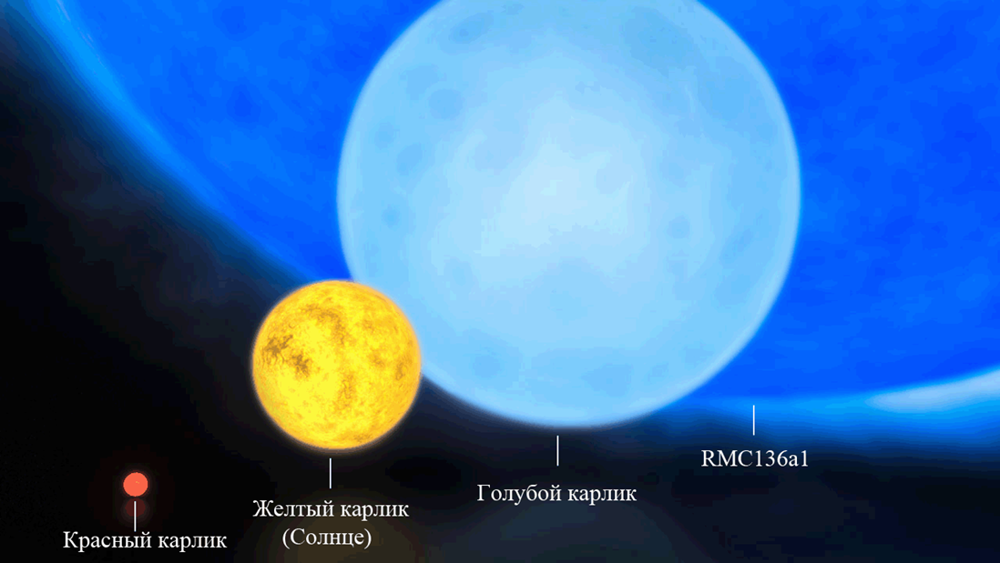 RMC136a1
Голубой карлик
Желтый карлик
(Солнце)
Красный карлик